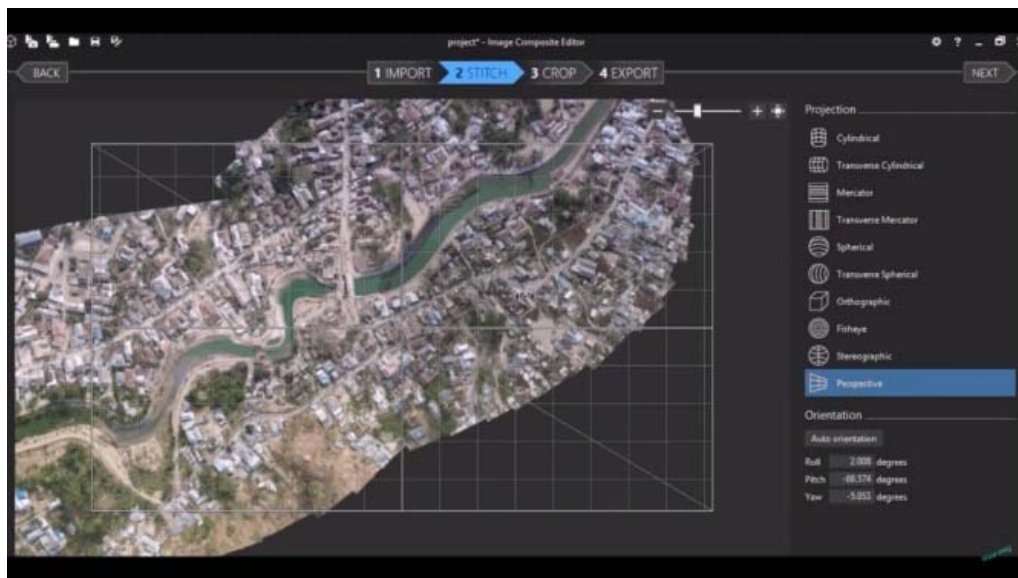 project* - Image Composite Editor
BACK
1 IMPORT
2 STITCH
3 CROP
4 EXPORT
NEXT
Projection
Cylindrical
Transverse Cylindrical
Mercator
Transverse Mercator
Spherical
Transverse Spherical
Orthographic
Fisheye
Stereographic
Perspective
Orientation
Auto orientation
Roll 2.008 degrees
Pitch degrees
Yaw -5.053 degrees